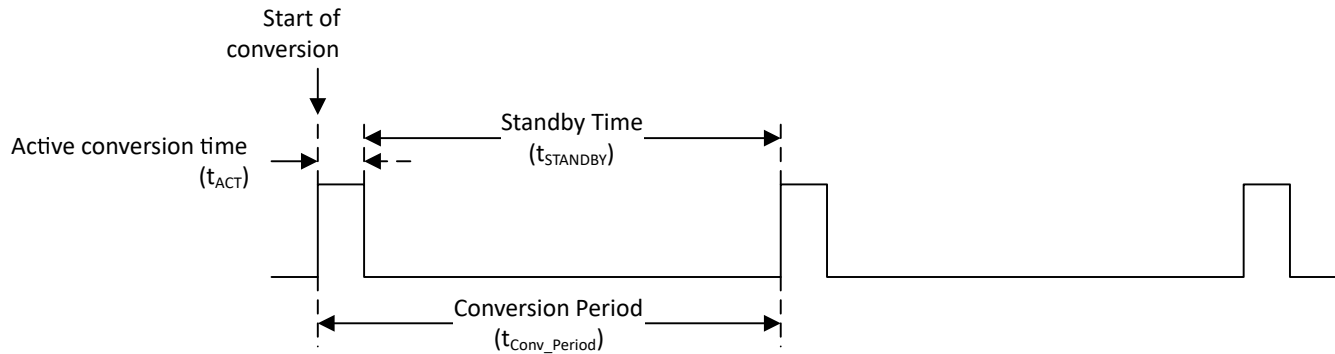 Start of
conversion
Standby Time
(tSTANDBY)
Active conversion time
(tACT)
Conversion Period
(tConv_Period)